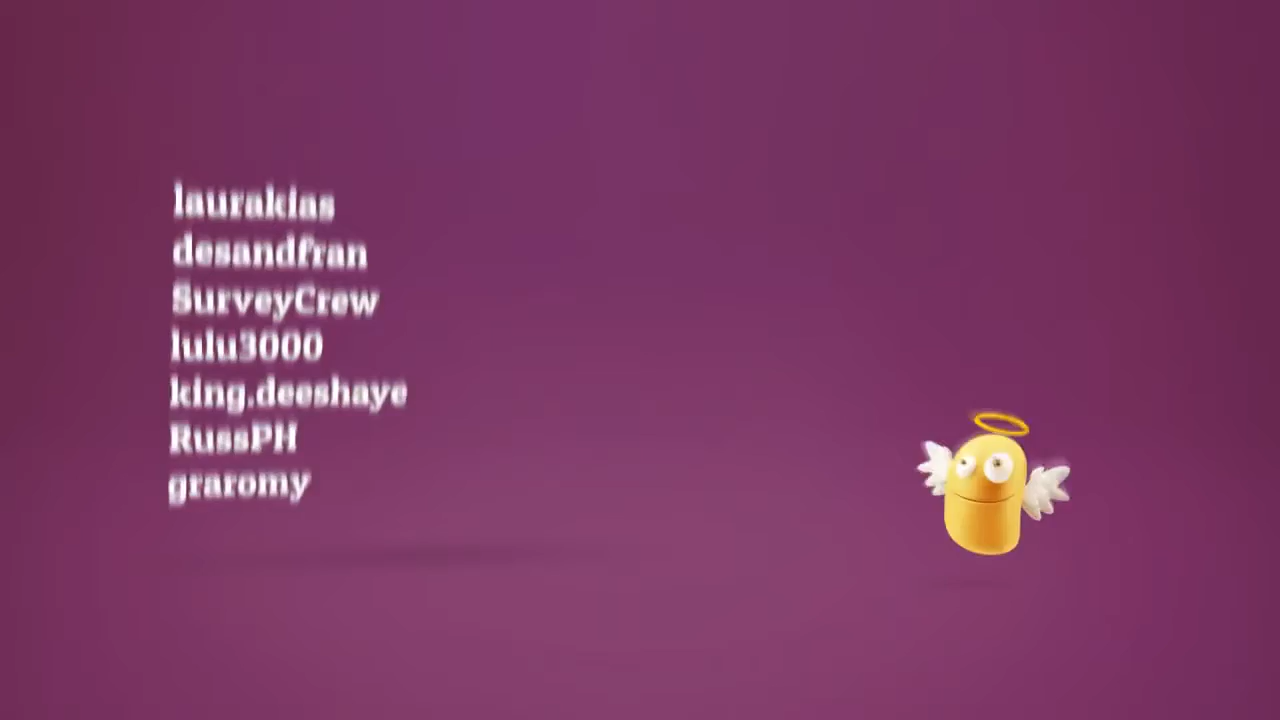 laurakias
desandfran
SurveyCrew
lulu3000
king.deeshaye
RussPH
graromy